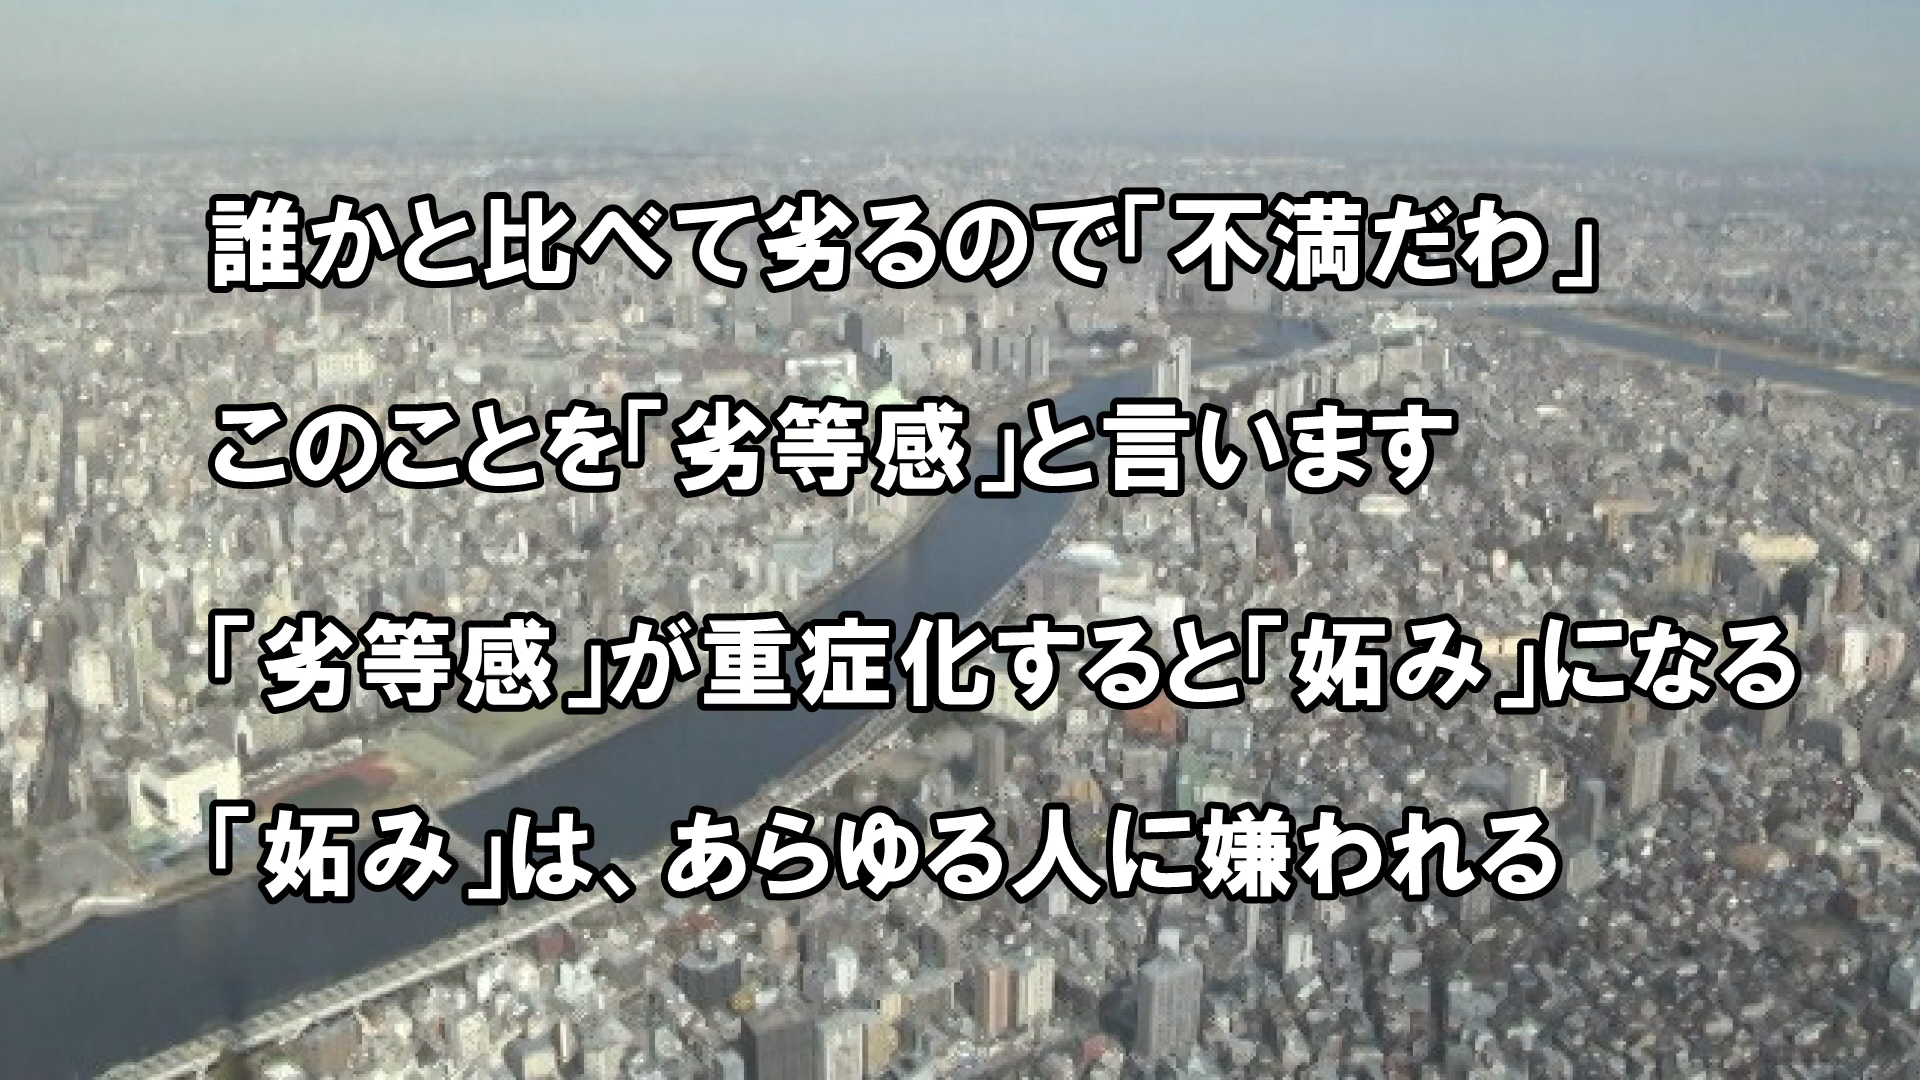 誰かと比べて劣るので「不満だわ」
このことを「劣等感」と言います
「劣等感」が重症化すると「妬み」になる
「妬み」は、あらゆる人に嫌われる